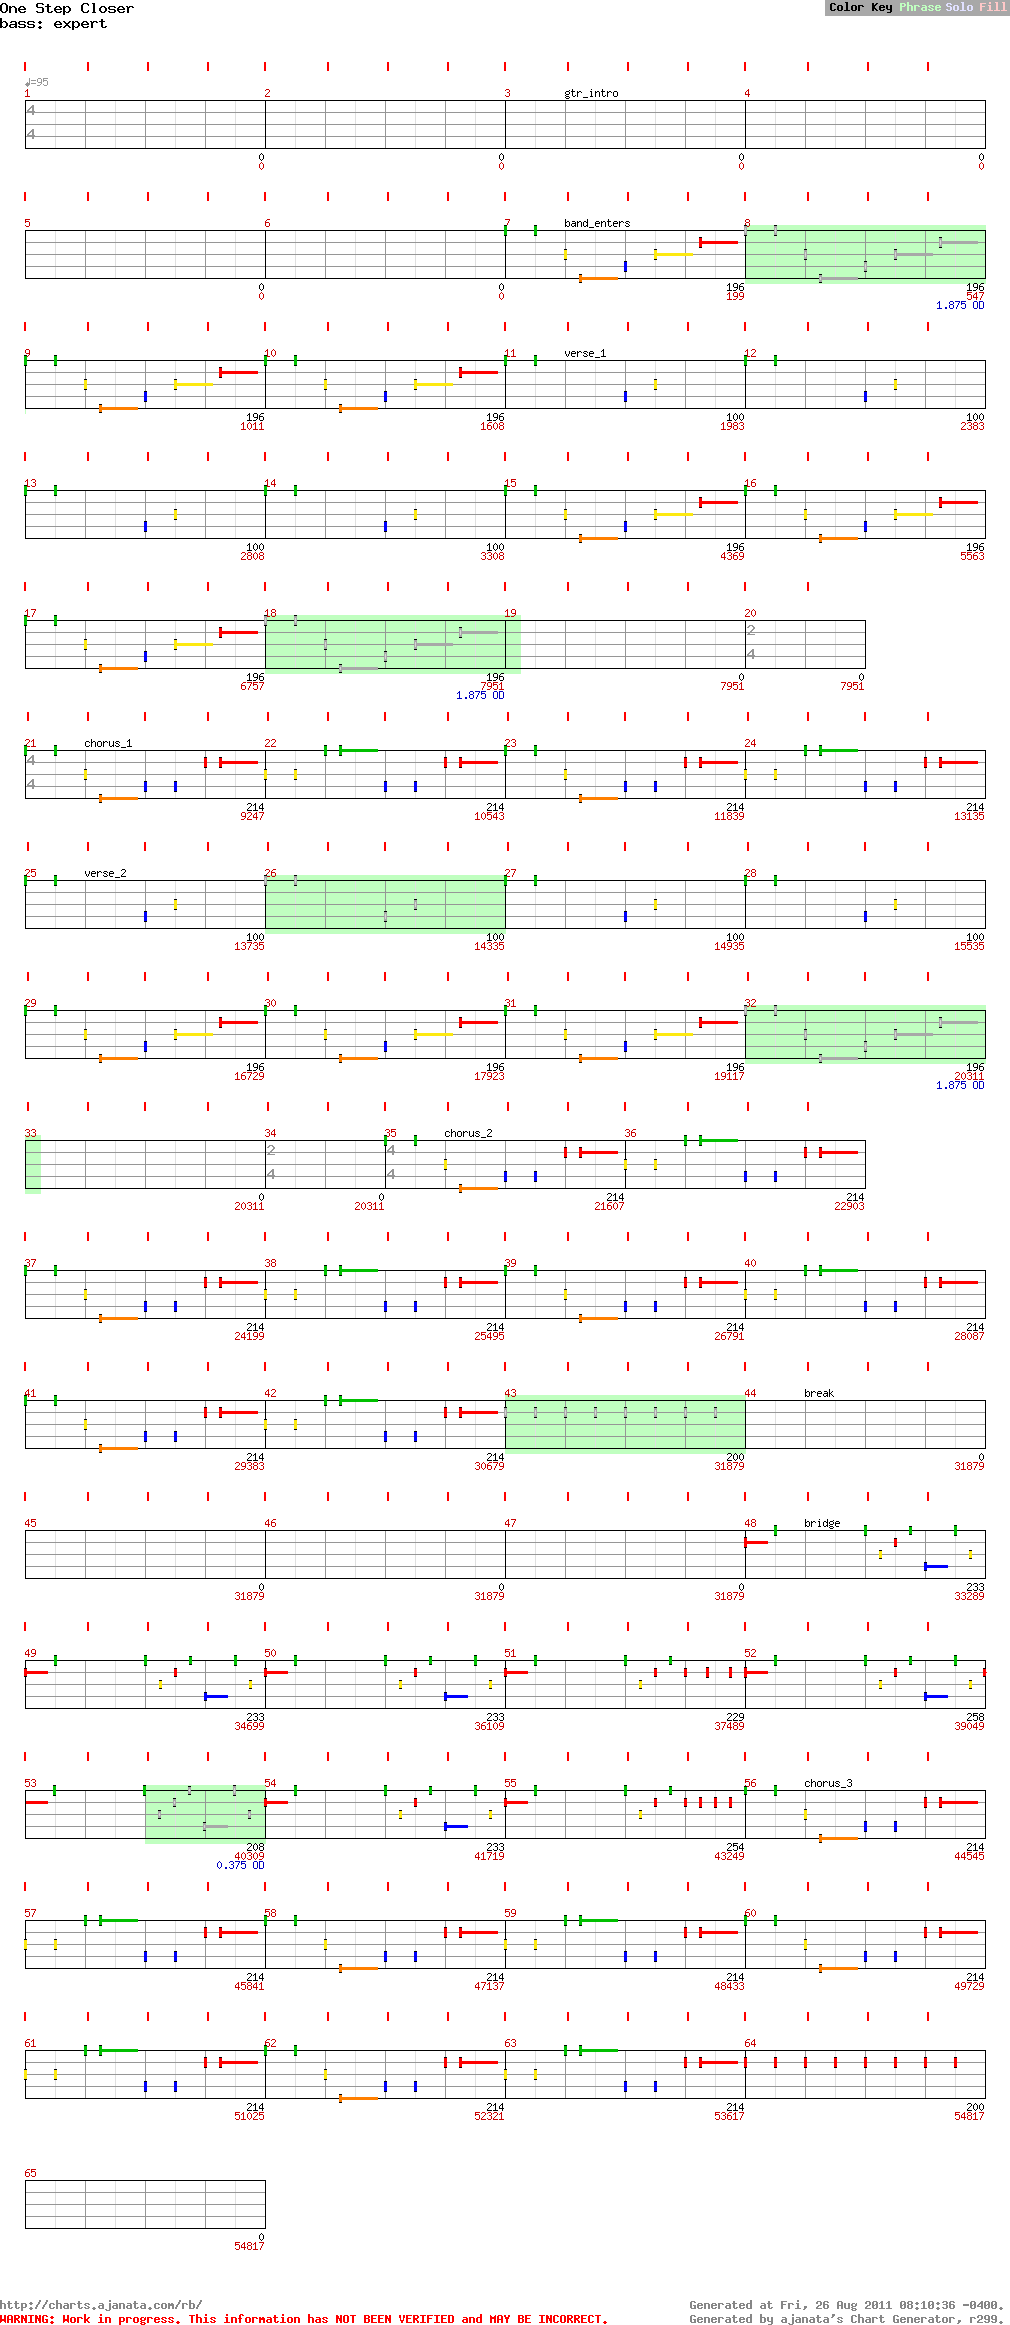 One Step Closer
bass: expert
Color Key Phrase Solo Fill
♩=95
1 2 3 gtr_intro 4
4
4
0 0 0 0
0 0 0 0
5 6 7 band_enters 8
0 0 196 196
0 0 199 547
1.875 OD
9 10 11 verse_1 12
196 196 100 100
1011 1608 1983 2383
13 14 15 16
100 100 196 196
2808 3308 4369 5563
17 18 19 20
2
4
196 196 0 0
6757 7951 7951 7951
1.875 OD
21 chorus_1 22 23 24
4
4
214 214 214 214
9247 10543 11839 13135
25 verse_2 26 27 28
100 100 100 100
13735 14335 14935 15535
29 30 31 32
196 196 196 196
16729 17923 19117 20311
1.875 OD
33 34 35 chorus_2 36
2 4
4 4
0 0 214 214
20311 20311 21607 22903
37 38 39 40
214 214 214 214
24199 25495 26791 28087
41 42 43 44 break
214 214 200 0
29383 30679 31879 31879
45 46 47 48 bridge
0 0 0 233
31879 31879 31879 33289
49 50 51 52
233 233 229 258
34699 36109 37489 39049
53 54 55 56 chorus_3
208 233 254 214
40309 41719 43249 44545
0.375 OD
57 58 59 60
214 214 214 214
45841 47137 48433 49729
61 62 63 64
214 214 214 200
51025 52321 53617 54817
65
0
54817
http://charts.ajanata.com/rb/
WARNING: Work in progress. This information has NOT BEEN VERIFIED and MAY BE INCORRECT.
Generated at Fri, 26 Aug 2011 08:10:36 -0400.
Generated by ajanata's Chart Generator, r299.